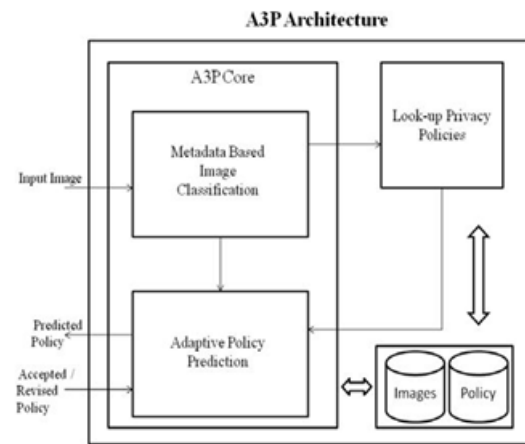 A3P Architecture
A3P Core
Metadata Based
Image
Classification
Look-up Privacy
Policies
Input Image
Predicted
Policy
Adaptive Policy
Prediction
Accepted /
Revised
Policy
Images
Policy